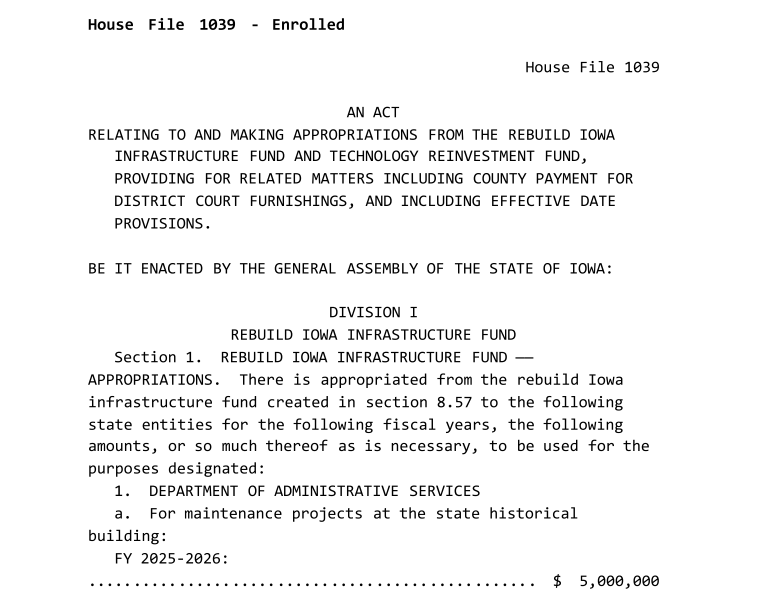 House File 1039 - Enrolled
House File 1039
AN ACT
RELATING TO AND MAKING APPROPRIATIONS FROM THE REBUILD IOWA
INFRASTRUCTURE FUND AND TECHNOLOGY REINVESTMENT FUND,
PROVIDING FOR RELATED MATTERS INCLUDING COUNTY PAYMENT FOR
DISTRICT COURT FURNISHINGS, AND INCLUDING EFFECTIVE DATE
PROVISIONS.
BE IT ENACTED BY THE GENERAL ASSEMBLY OF THE STATE OF IOWA:
DIVISION I
REBUILD IOWA INFRASTRUCTURE FUND
Section 1. REBUILD IOWA INFRASTRUCTURE FUND ——
APPROPRIATIONS. There is appropriated from the rebuild Iowa
infrastructure fund created in section 8.57 to the following
state entities for the following fiscal years, the following
amounts, or so much thereof as is necessary, to be used for the
purposes designated:
1. DEPARTMENT OF ADMINISTRATIVE SERVICES
a. For maintenance projects at the state historical
building:
FY 2025-2026:
.................................................. $ 5,000,000